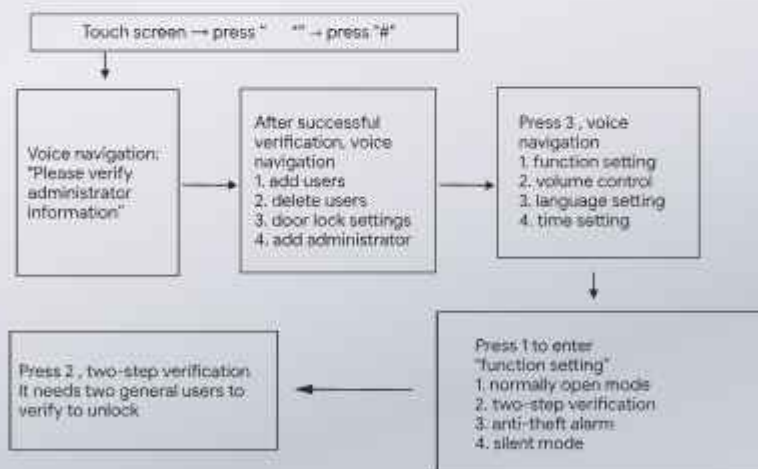 Touch screen → press " *" → press "#"
Voice navigation:
"Please verify
administrator
information"
After successful
verification, voice
navigation
1. add users
2. delete users
3. door lock settings
4. add administrator
Press 3 , voice
navigation
1. function setting
2. volume control
3. language setting
4. time setting
Press 1 to enter
"function setting"
1. normally open mode
2. two-step verification
3. anti-theft alarm
4. silent mode
Press 2 , two-step verification
It needs two general users to
verify to unlock